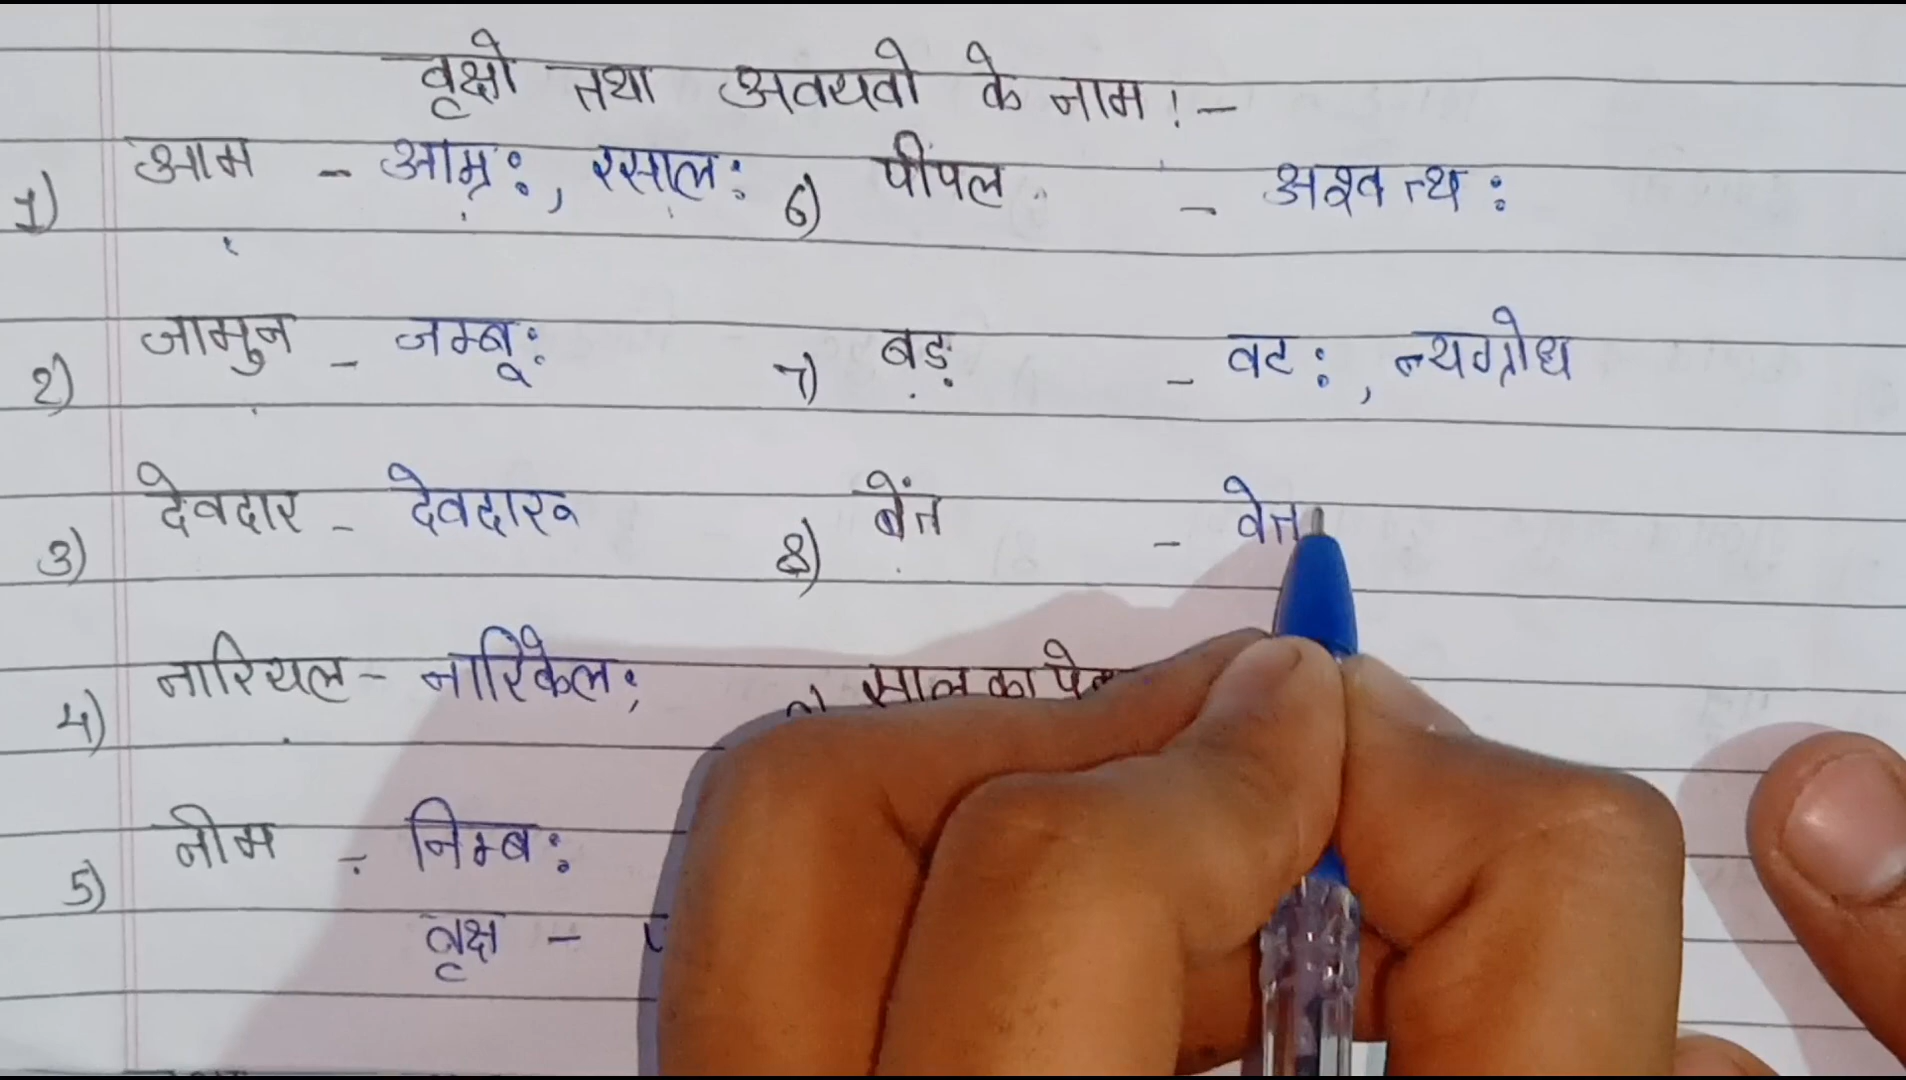 वृक्षो तथा अवयवो के नाम :-
1) आम - आम्र:, रसाल: 6) पीपल - अश्वत्थ:
2) जामुन - जम्बू: 7) बड़ - वट:, न्यग्रोध
3) देवदार - देवदारू 8) बेंत - वेत
4) नारियल - नारिकेल: साल का
5) नीम - निम्ब:
वृक्ष -